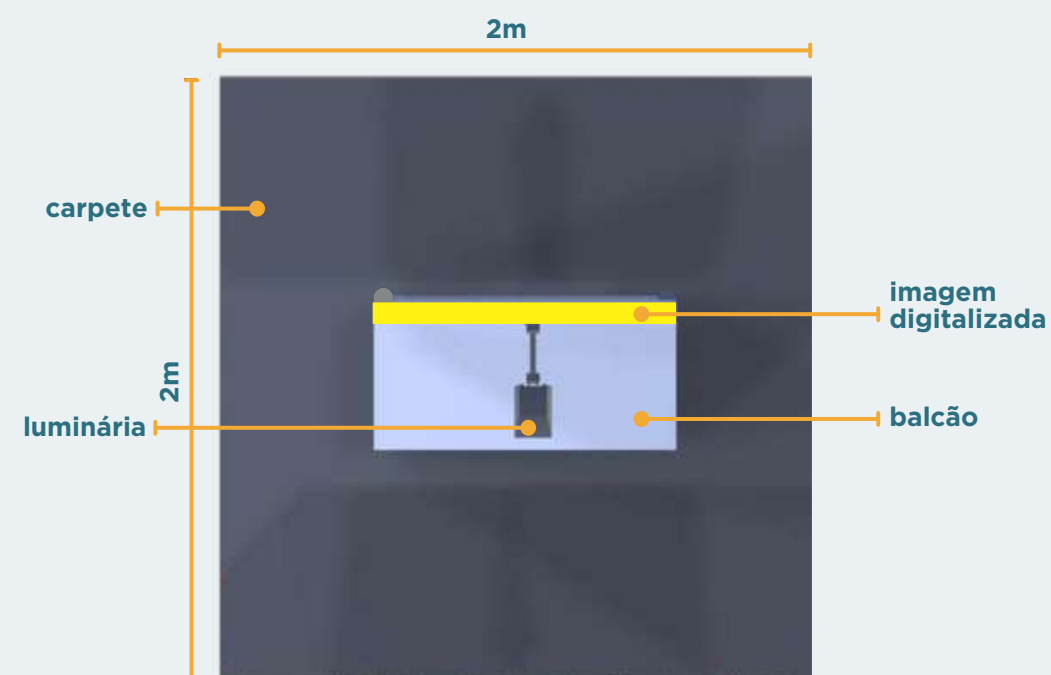 2m
carpete
imagem
digitalizada
2m
luminária
balcão